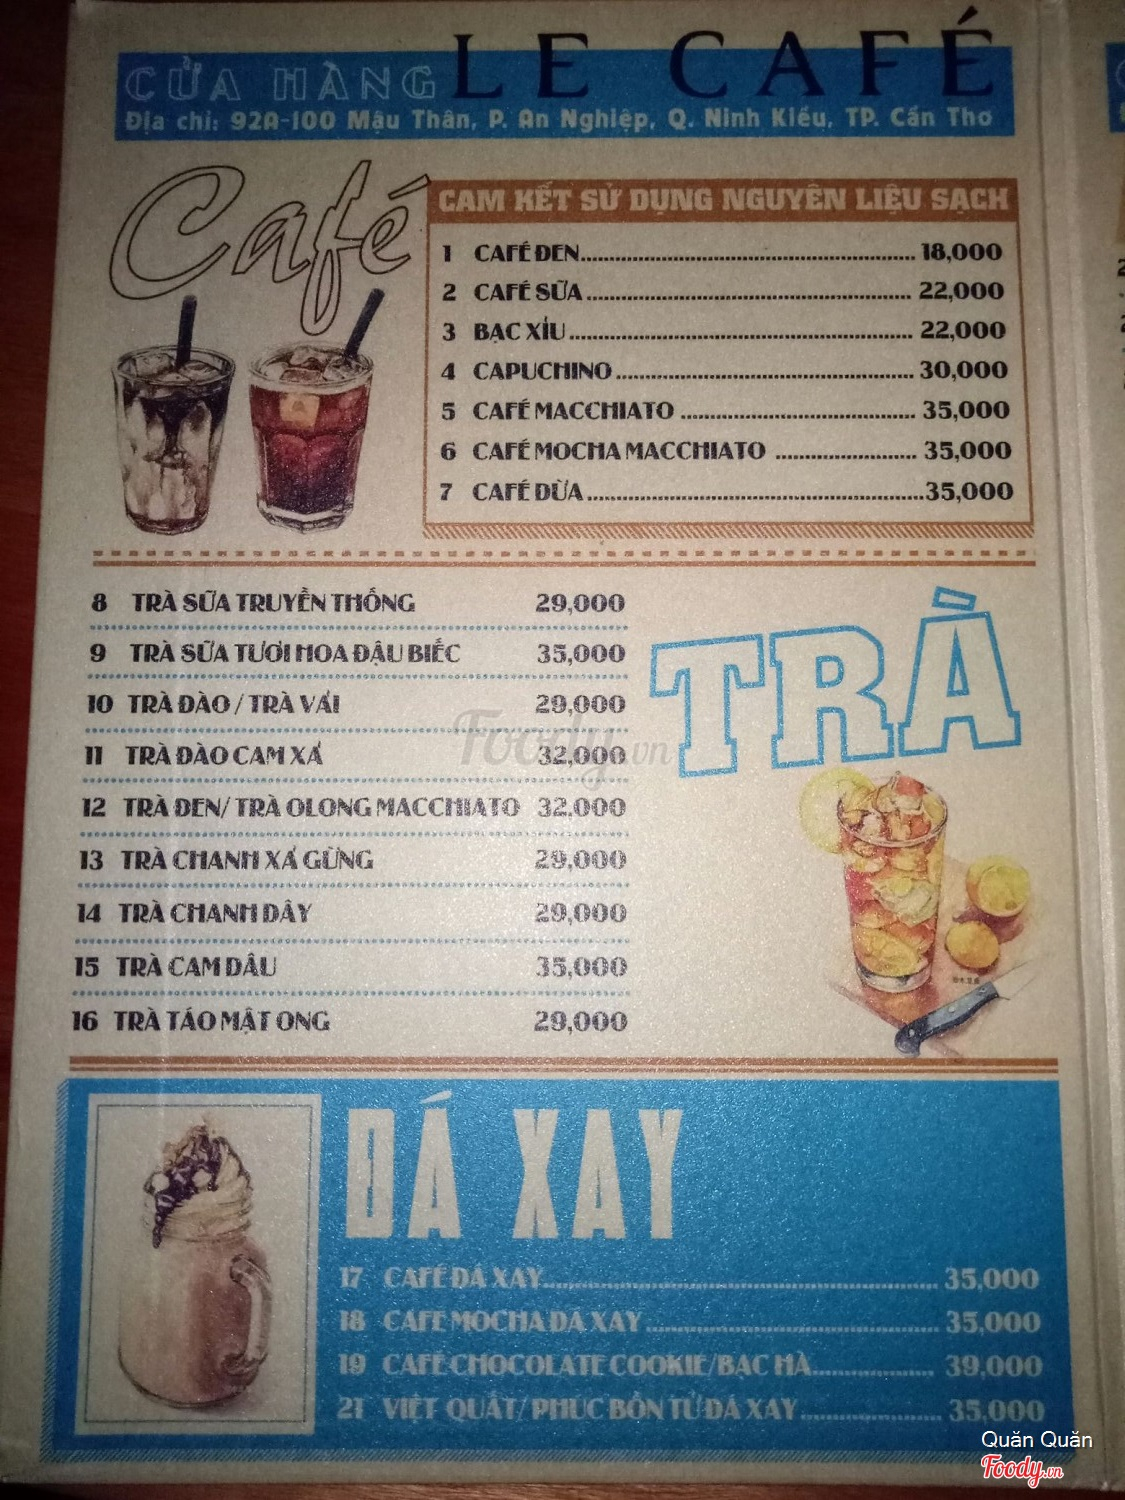 CỬA HÀNG LE CAFÉ
Địa chỉ: 92A-100 Mậu Thân, P. An Nghiệp, Q. Ninh Kiều, TP. Cần Thơ
Café
CAM KẾT SỬ DỤNG NGUYÊN LIỆU SẠCH
1 CAFÉ ĐEN 18,000
2 CAFÉ SỮA 22,000
3 BẠC XỈU 22,000
4 CAPUCHINO 30,000
5 CAFÉ MACCHIATO 35,000
6 CAFÉ MOCHA MACCHIATO 35,000
7 CAFÉ DỪA 35,000
TRÀ
8 TRÀ SỮA TRUYỀN THỐNG 29,000
9 TRÀ SỮA TƯƠI HOA ĐẬU BIẾC 35,000
10 TRÀ ĐÀO / TRÀ VẢI 29,000
11 TRÀ ĐÀO CAM XẢ 32,000
12 TRÀ ĐEN/ TRÀ OLONG MACCHIATO 32,000
13 TRÀ CHANH XẢ GỪNG 29,000
14 TRÀ CHANH DÂY 29,000
15 TRÀ CAM DÂU 35,000
16 TRÀ TÁO MẬT ONG 29,000
Foody.vn
ĐÁ XAY
17 CAFÉ ĐÁ XAY 35,000
18 CAFÉ MOCHA ĐÁ XAY 35,000
19 CAFÉ CHOCOLATE COOKIE/BẠC HÀ 39,000
21 VIỆT QUẤT/ PHÚC BỒN TỬ ĐÁ XAY 35,000
Quăn Quăn
Foody.vn